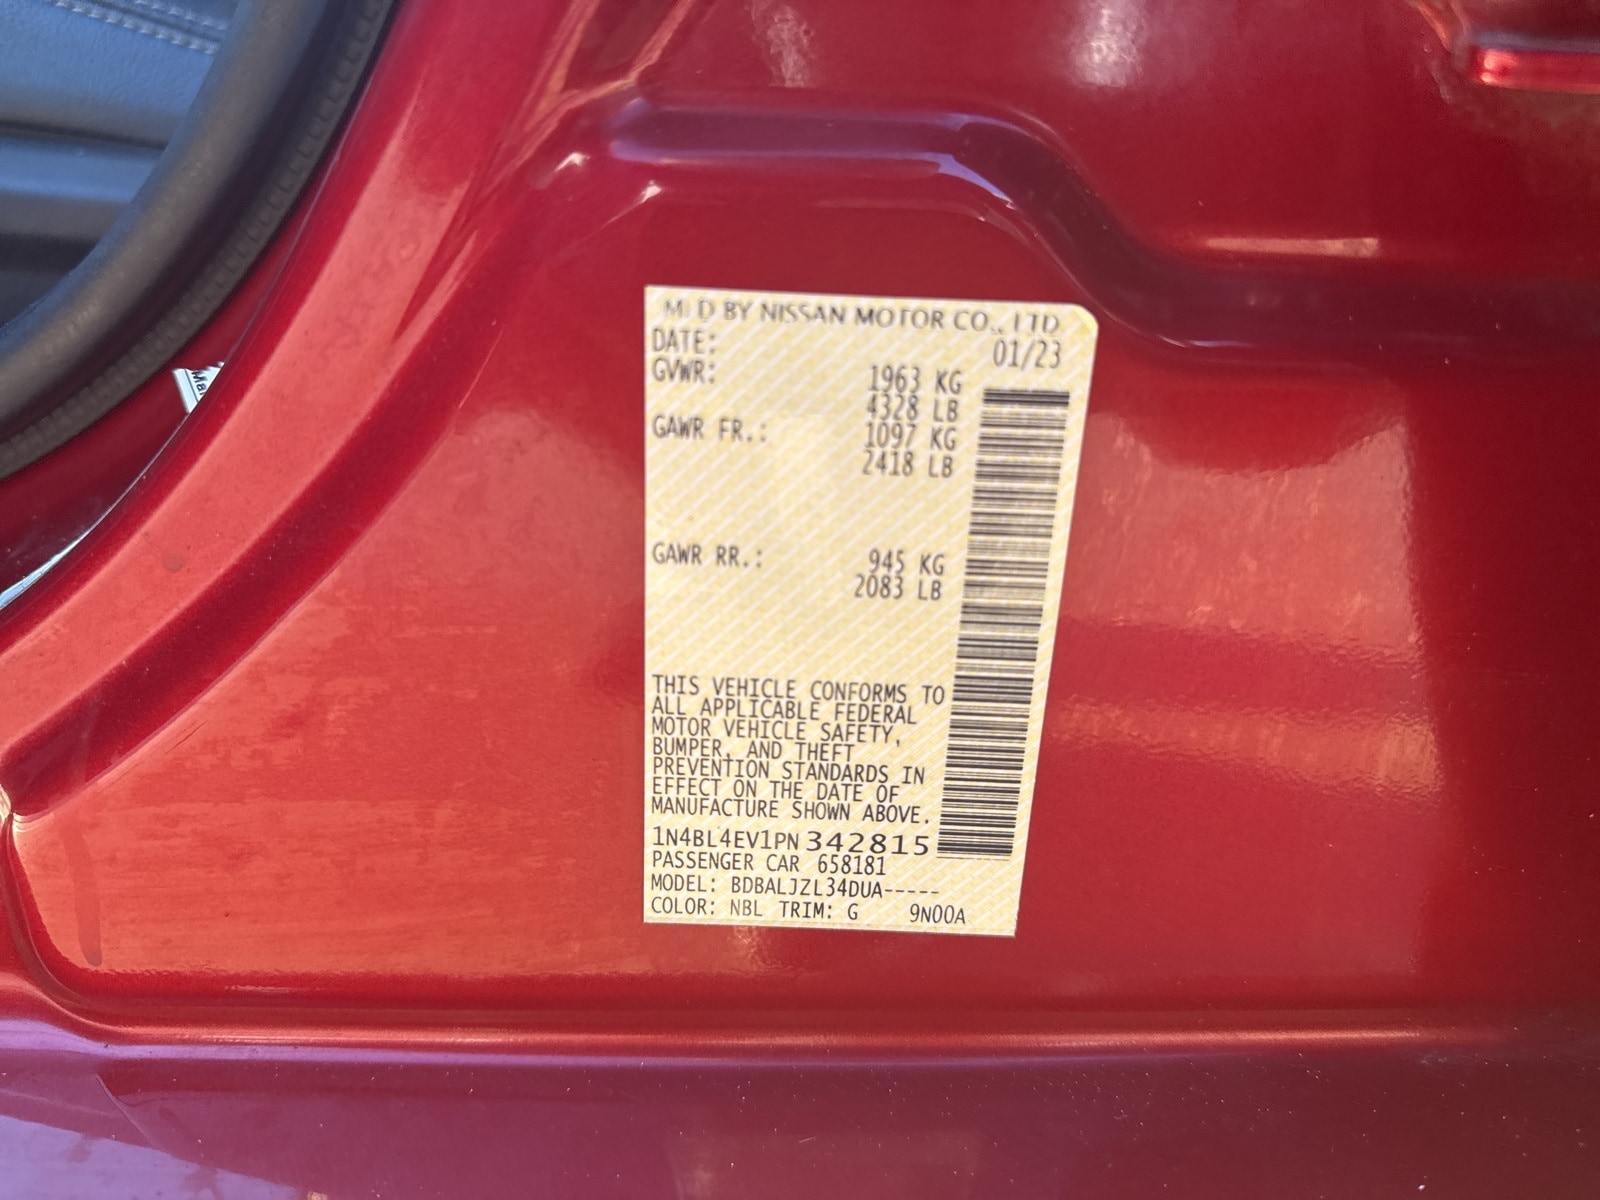 MFD BY NISSAN MOTOR CO., LTD.
DATE: 01/23
GVWR: 1963 KG
4328 LB
GAWR FR.: 1097 KG
2418 LB
GAWR RR.: 945 KG
2083 LB
THIS VEHICLE CONFORMS TO
ALL APPLICABLE FEDERAL
MOTOR VEHICLE SAFETY,
BUMPER, AND THEFT
PREVENTION STANDARDS IN
EFFECT ON THE DATE OF
MANUFACTURE SHOWN ABOVE.
1N4BL4EV1PN342815
PASSENGER CAR 658181
MODEL: BDBALJZL34DUA-----
COLOR: NBL TRIM: G 9N00A